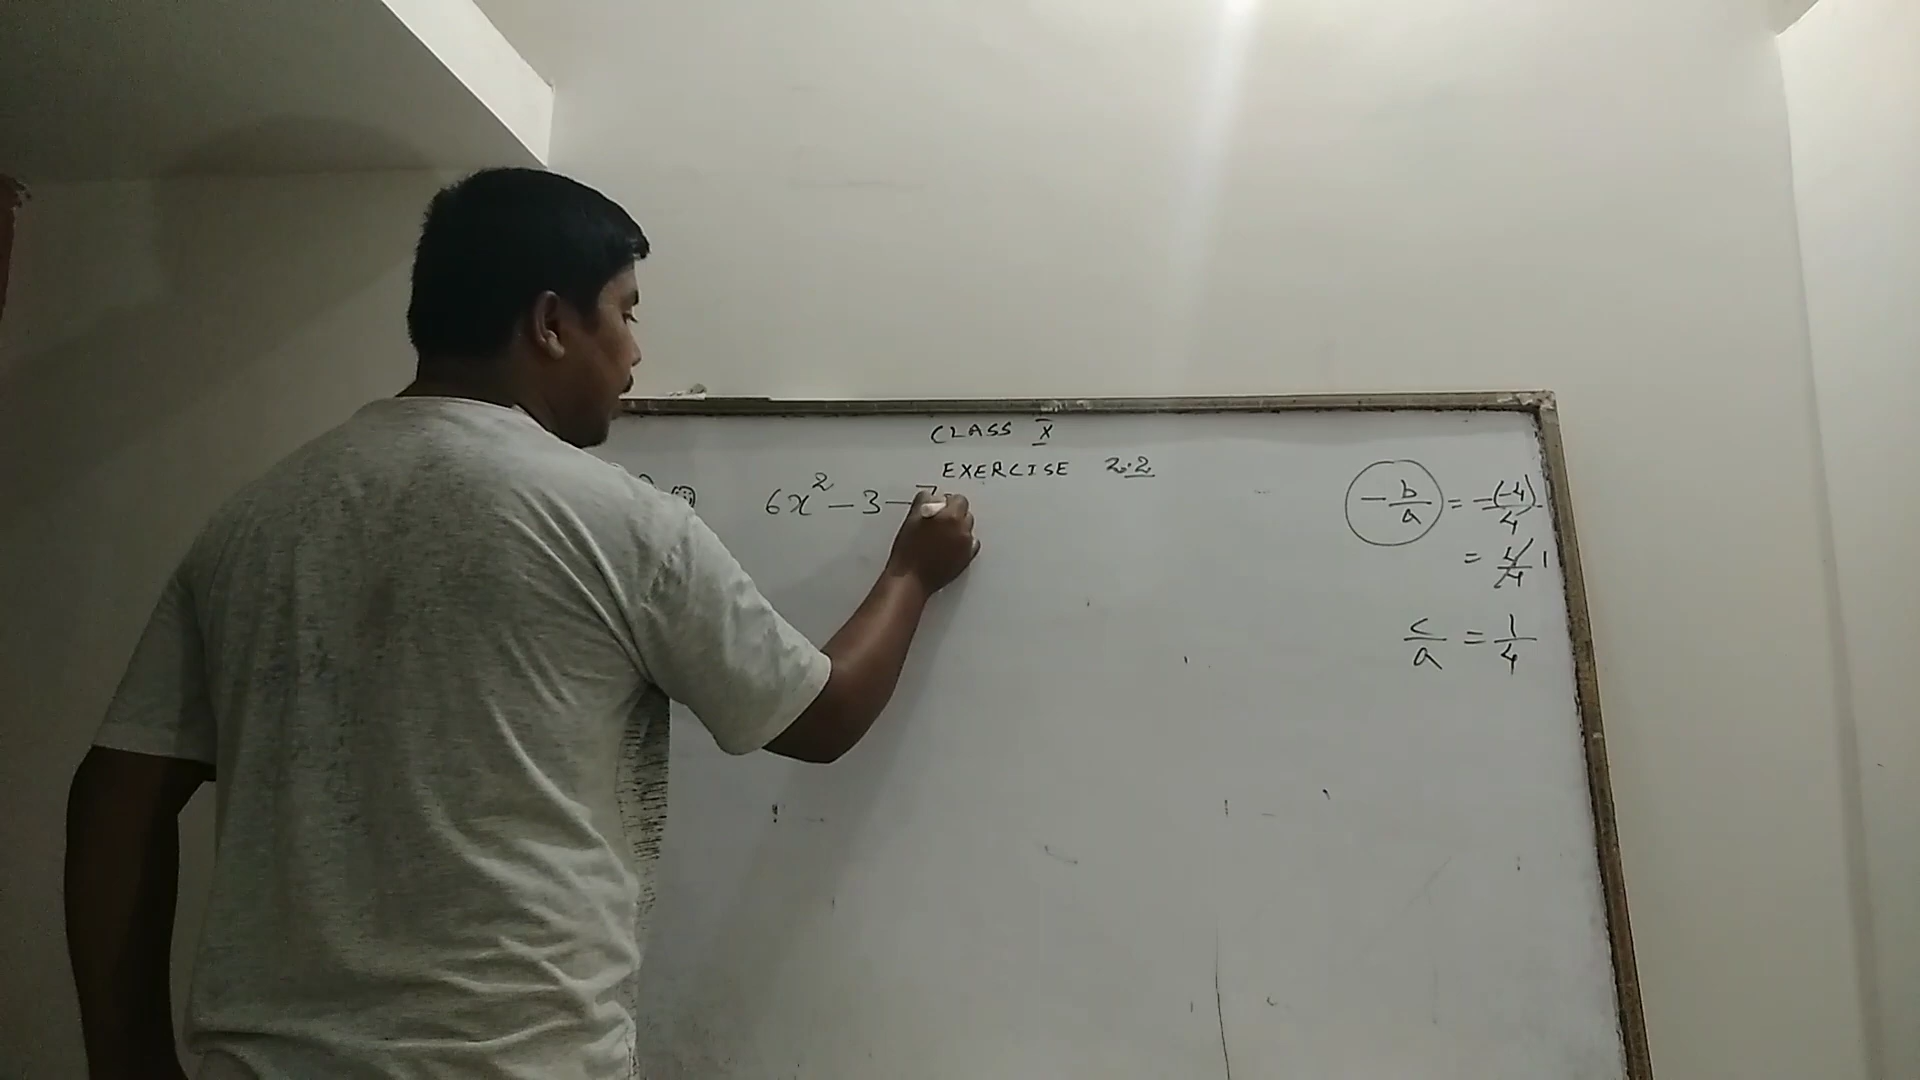 CLASS X
EXERCISE 2.2
6x² - 3 - 7
-b/a = -(-4)/4
= 4/4 1
c/a = 1/4